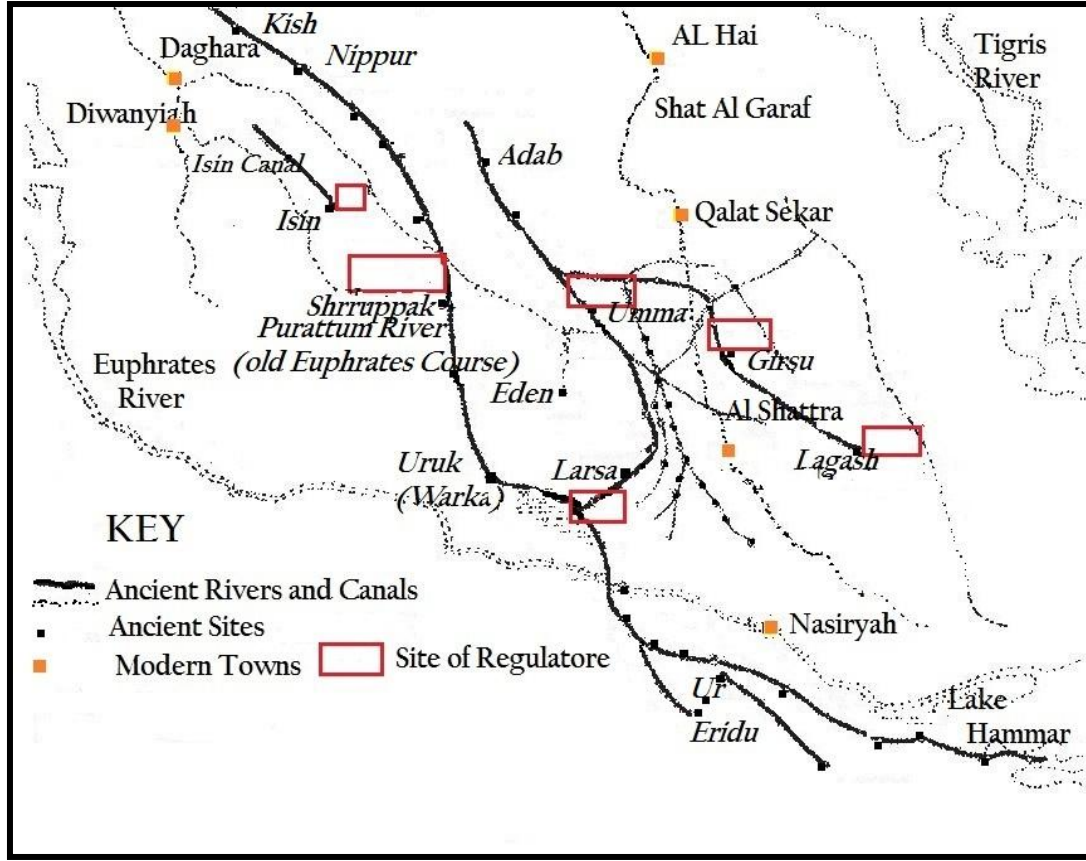 Kish
Daghara
Nippur
AL Hai
Tigris
River
Diwanyiah
Shat Al Garaf
Isin Canal
Adab
Isin
Qalat Sekar
Shrruppak
Purattum River
(old Euphrates Course)
Umma
Girsu
Euphrates
River
Eden
Al Shattra
Uruk
(Warka)
Larsa
Lagash
KEY
Ancient Rivers and Canals
Ancient Sites
Modern Towns
Site of Regulatore
Nasiryah
Ur
Eridu
Lake
Hammar